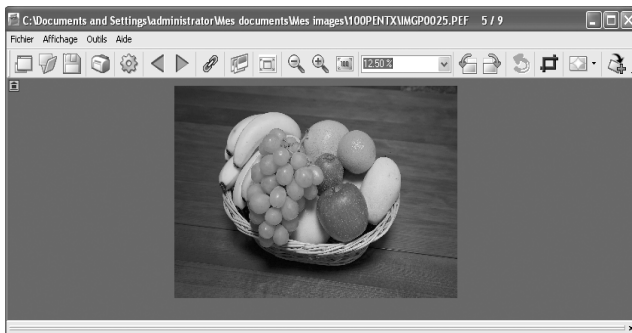 C:\Documents and Settings\administrator\Mes documents\Mes images\100PENTX\IMGP0025.PEF 5 / 9
Fichier Affichage Outils Aide
100
12.50 %